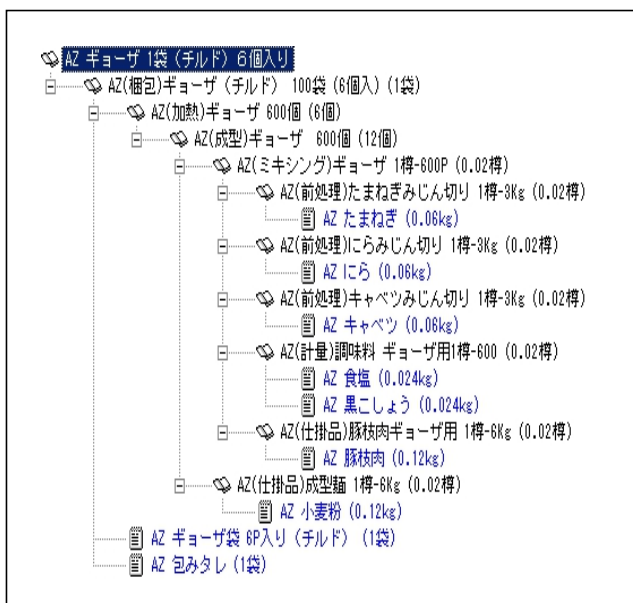 AZ ギョーザ 1袋（チルド）６個入り
AZ(梱包)ギョーザ（チルド） 100袋 (6個入) (1袋)
AZ(加熱)ギョーザ 600個 (6個)
AZ(成型)ギョーザ 600個 (12個)
AZ(ミキシング)ギョーザ 1樽-600P (0.02樽)
AZ(前処理)たまねぎみじん切り 1樽-3Kg (0.02樽)
AZ たまねぎ (0.06kg)
AZ(前処理)にらみじん切り 1樽-3Kg (0.02樽)
AZ にら (0.06kg)
AZ(前処理)キャベツみじん切り 1樽-3Kg (0.02樽)
AZ キャベツ (0.06kg)
AZ(計量)調味料 ギョーザ用1樽-600 (0.02樽)
AZ 食塩 (0.024kg)
AZ 黒こしょう (0.024kg)
AZ(仕掛品)豚枝肉ギョーザ用 1樽-6Kg (0.02樽)
AZ 豚枝肉 (0.12kg)
AZ(仕掛品)成型麺 1樽-6Kg (0.02樽)
AZ 小麦粉 (0.12kg)
AZ ギョーザ袋 6P入り（チルド） (1袋)
AZ 包みタレ (1袋)